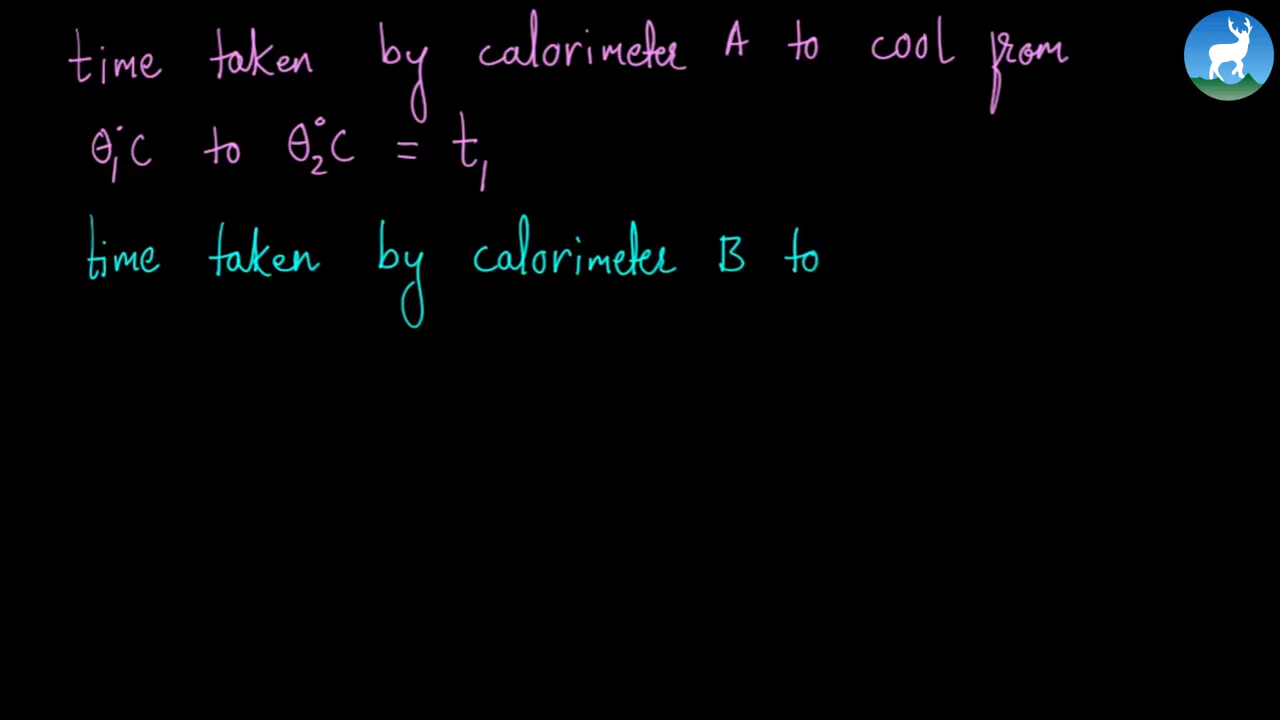 time taken by calorimeter A to cool from
θ₁°C to θ₂°C = t₁
time taken by calorimeter B to